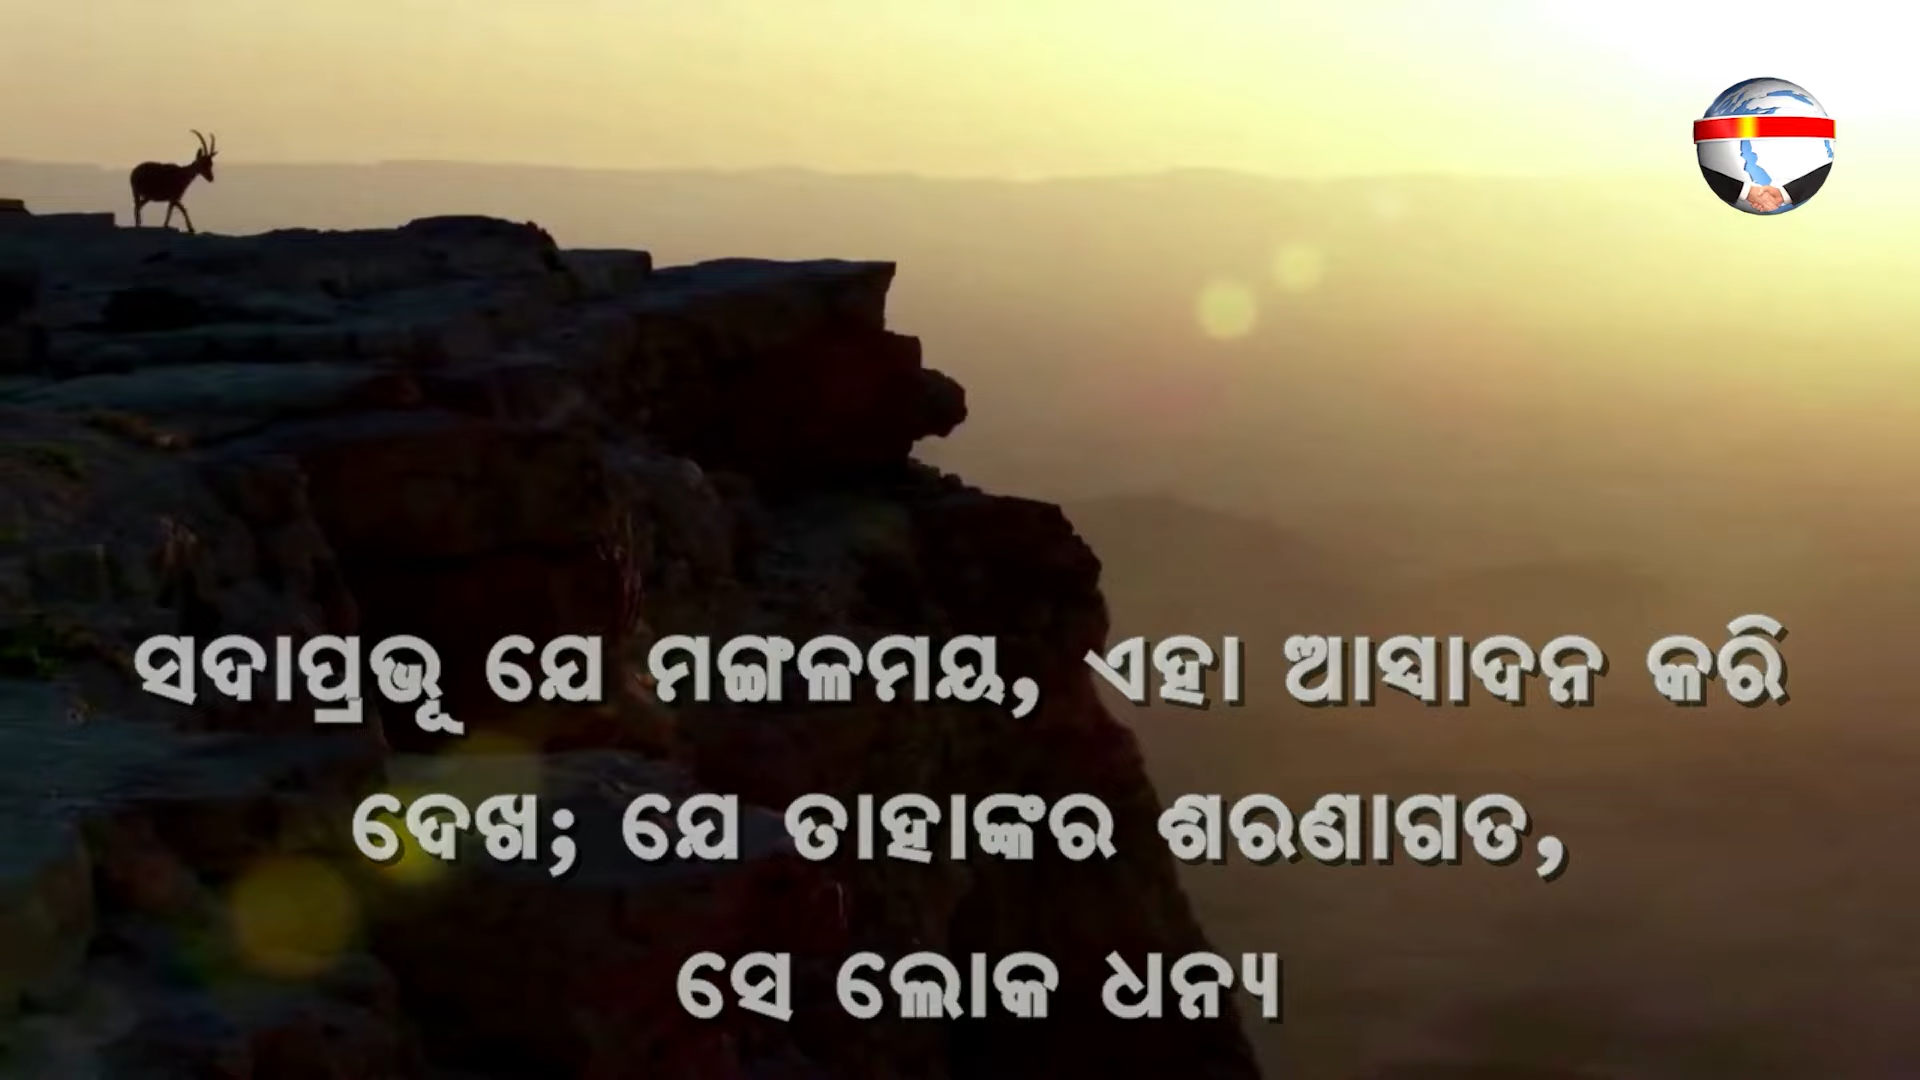 ସଦାପ୍ରଭୂ ଯେ ମଙ୍ଗଳମୟ, ଏହା ଆସ୍ଵାଦନ କରି
ଦେଖ; ଯେ ତାହାଙ୍କର ଶରଣାଗତ,
ସେ ଲୋକ ଧନ୍ୟ